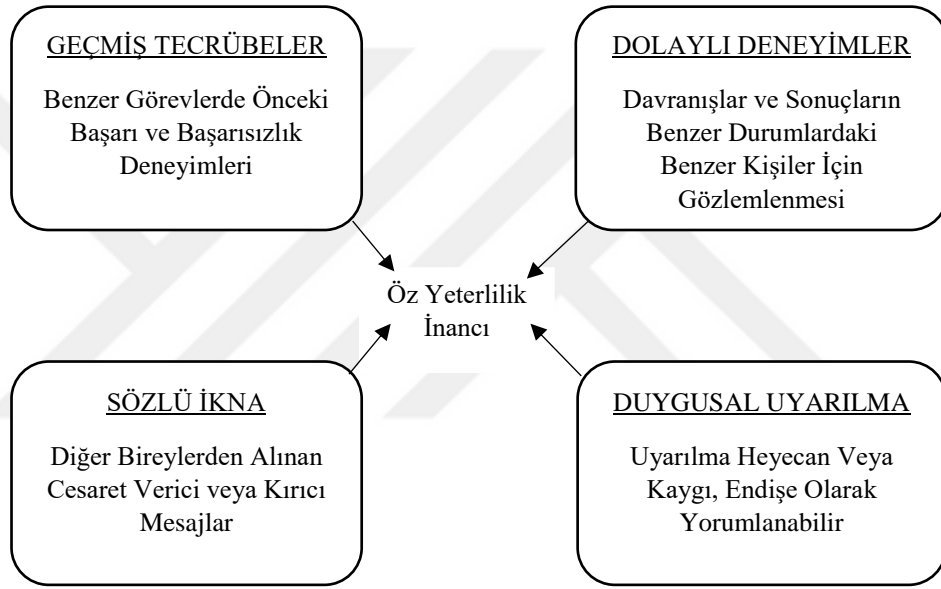 GEÇMİŞ TECRÜBELER
Benzer Görevlerde Önceki
Başarı ve Başarısızlık
Deneyimleri
DOLAYLI DENEYİMLER
Davranışlar ve Sonuçların
Benzer Durumlardaki
Benzer Kişiler İçin
Gözlemlenmesi
Öz Yeterlilik
İnancı
SÖZLÜ İKNA
Diğer Bireylerden Alınan
Cesaret Verici veya Kırıcı
Mesajlar
DUYGUSAL UYARILMA
Uyarılma Heyecan Veya
Kaygı, Endişe Olarak
Yorumlanabilir